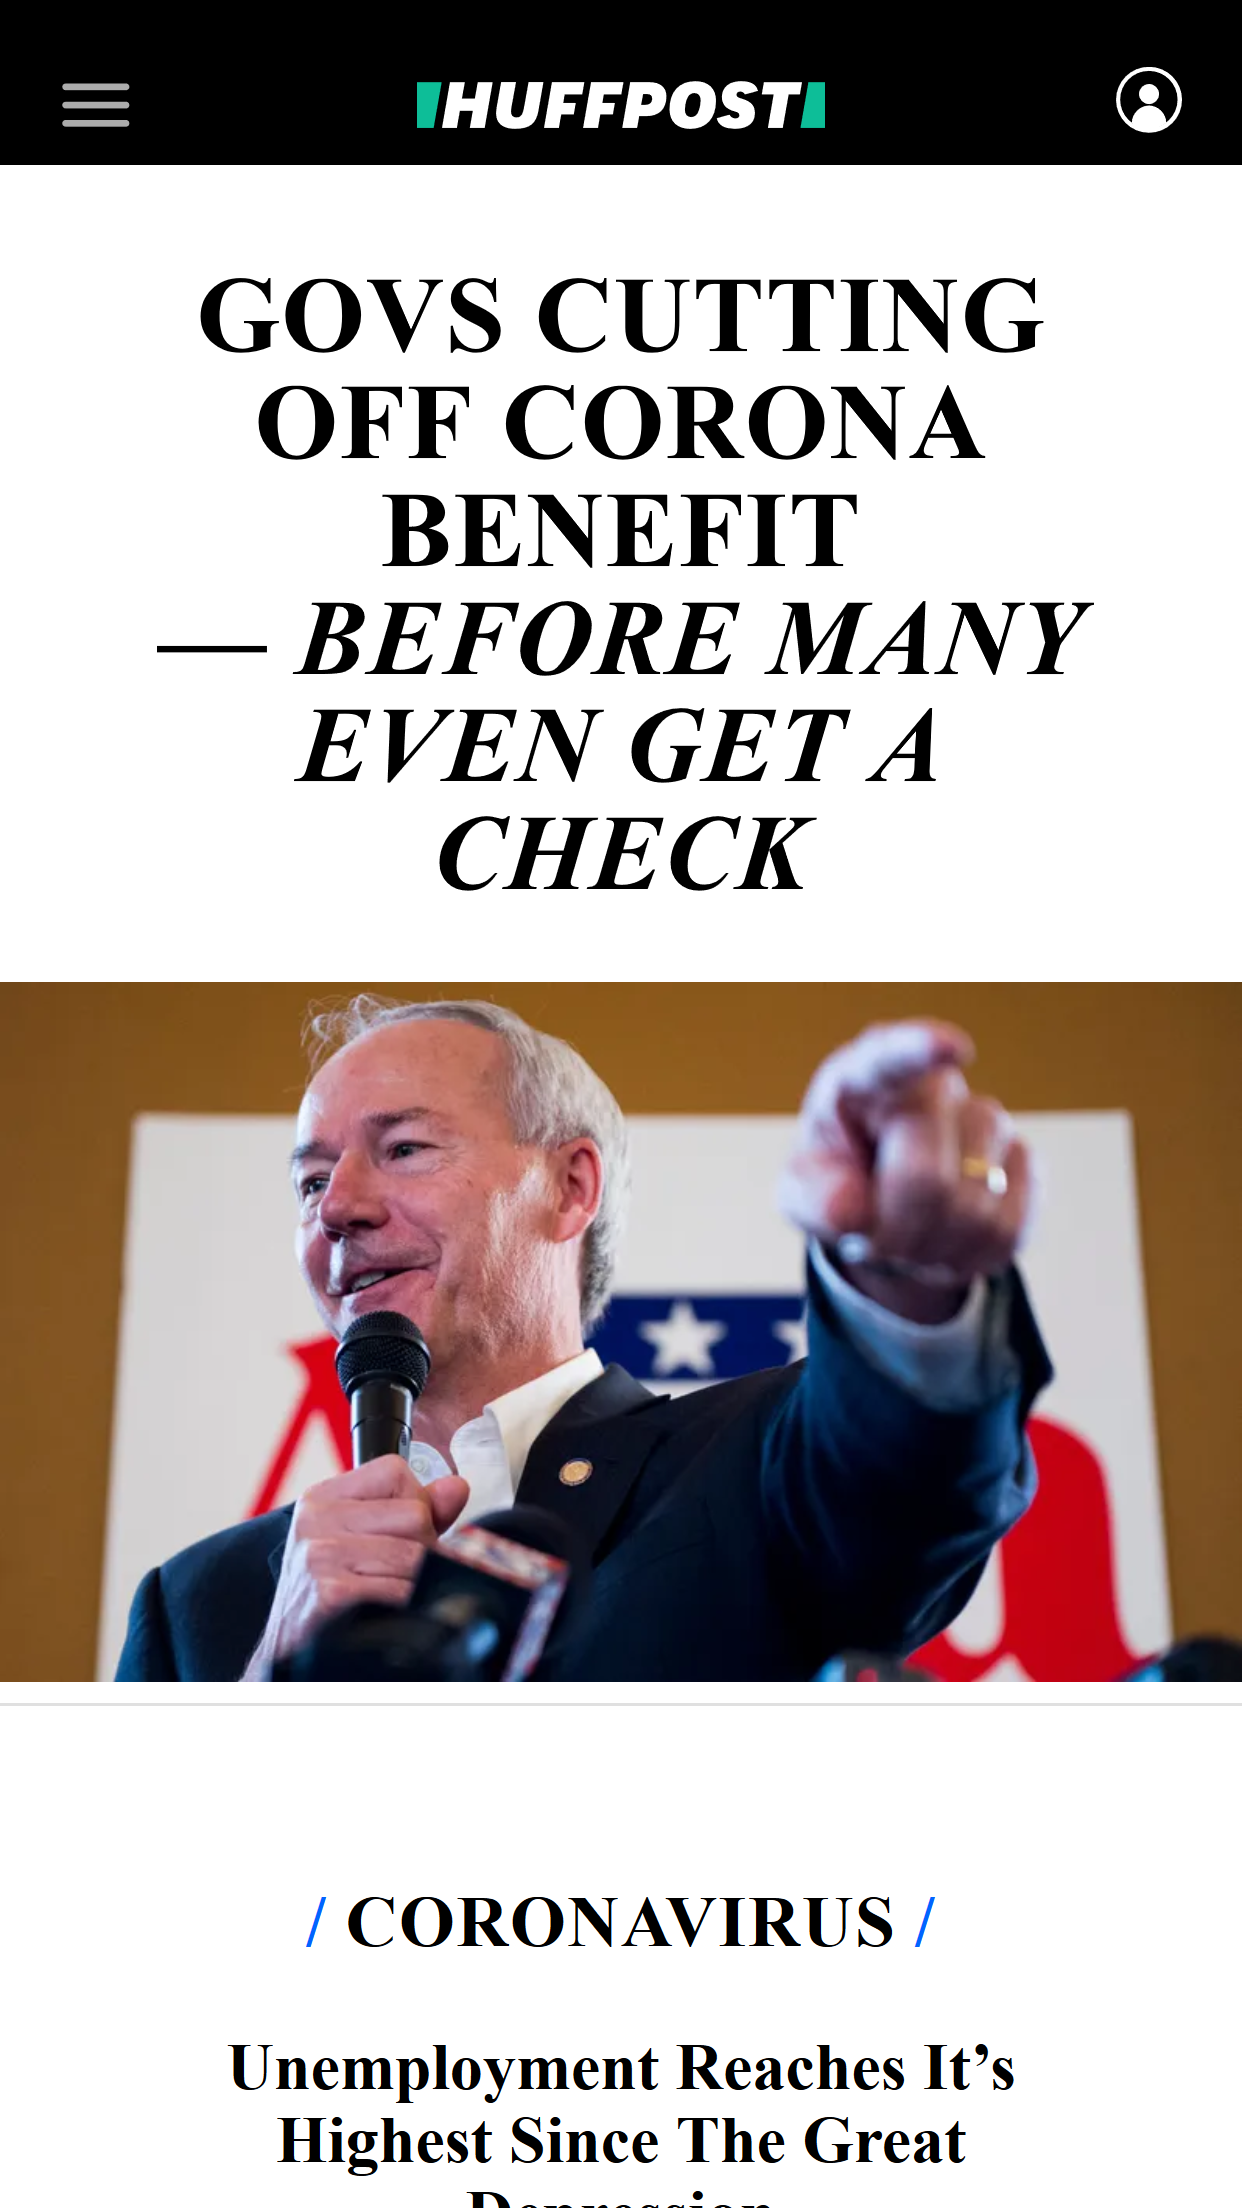 HUFFPOST
GOVS CUTTING
OFF CORONA
BENEFIT
— BEFORE MANY
EVEN GET A
CHECK
/ CORONAVIRUS /
Unemployment Reaches It’s
Highest Since The Great
Depression